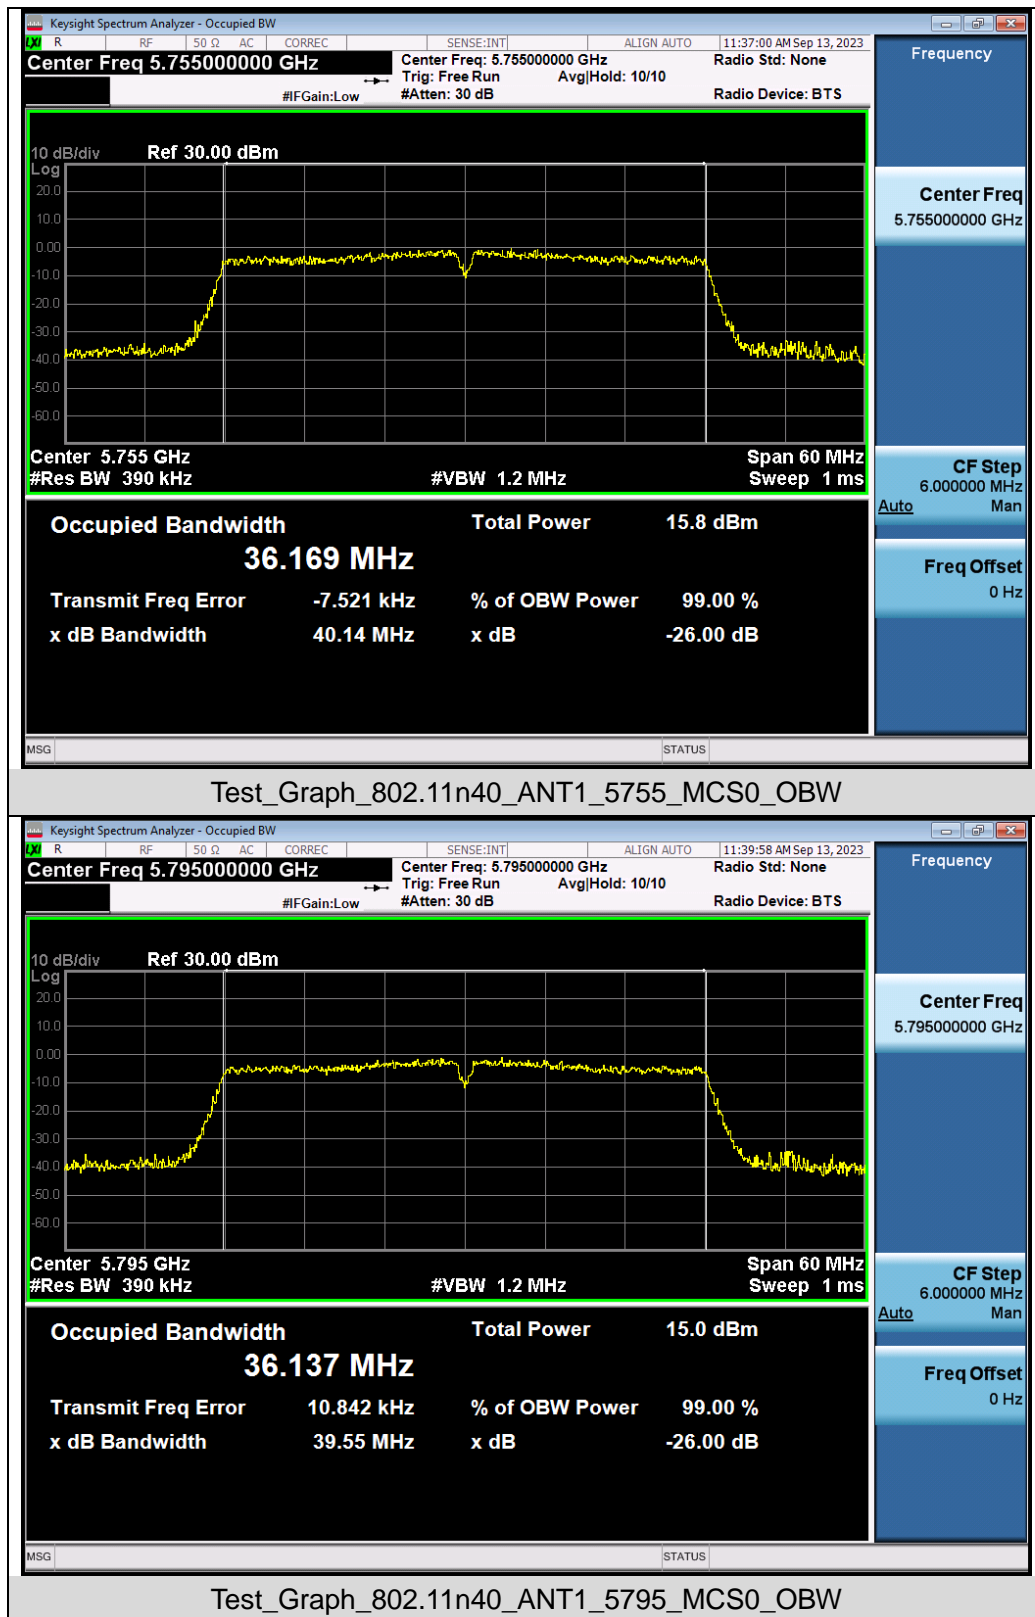 Keysight Spectrum Analyzer - Occupied BW
LXI R RF 50 Ω AC CORREC SENSE:INT ALIGN AUTO 11:37:00 AM Sep 13, 2023
Center Freq 5.755000000 GHz
Center Freq: 5.755000000 GHz
Radio Std: None
Trig: Free Run Avg|Hold: 10/10
#IFGain:Low
#Atten: 30 dB
Radio Device: BTS
Frequency
10 dB/div Ref 30.00 dBm
Log
20.0
10.0
0.00
-10.0
-20.0
-30.0
-40.0
-50.0
-60.0
Center Freq
5.755000000 GHz
Center 5.755 GHz Span 60 MHz
#Res BW 390 kHz #VBW 1.2 MHz Sweep 1 ms
CF Step
6.000000 MHz
Auto Man
Occupied Bandwidth Total Power 15.8 dBm
36.169 MHz
Transmit Freq Error -7.521 kHz % of OBW Power 99.00 %
x dB Bandwidth 40.14 MHz x dB -26.00 dB
Freq Offset
0 Hz
MSG STATUS
Test_Graph_802.11n40_ANT1_5755_MCS0_OBW
Keysight Spectrum Analyzer - Occupied BW
LXI R RF 50 Ω AC CORREC SENSE:INT ALIGN AUTO 11:39:58 AM Sep 13, 2023
Center Freq 5.795000000 GHz
Center Freq: 5.795000000 GHz
Radio Std: None
Trig: Free Run Avg|Hold: 10/10
#IFGain:Low
#Atten: 30 dB
Radio Device: BTS
Frequency
10 dB/div Ref 30.00 dBm
Log
20.0
10.0
0.00
-10.0
-20.0
-30.0
-40.0
-50.0
-60.0
Center Freq
5.795000000 GHz
Center 5.795 GHz Span 60 MHz
#Res BW 390 kHz #VBW 1.2 MHz Sweep 1 ms
CF Step
6.000000 MHz
Auto Man
Occupied Bandwidth Total Power 15.0 dBm
36.137 MHz
Transmit Freq Error 10.842 kHz % of OBW Power 99.00 %
x dB Bandwidth 39.55 MHz x dB -26.00 dB
Freq Offset
0 Hz
MSG STATUS
Test_Graph_802.11n40_ANT1_5795_MCS0_OBW